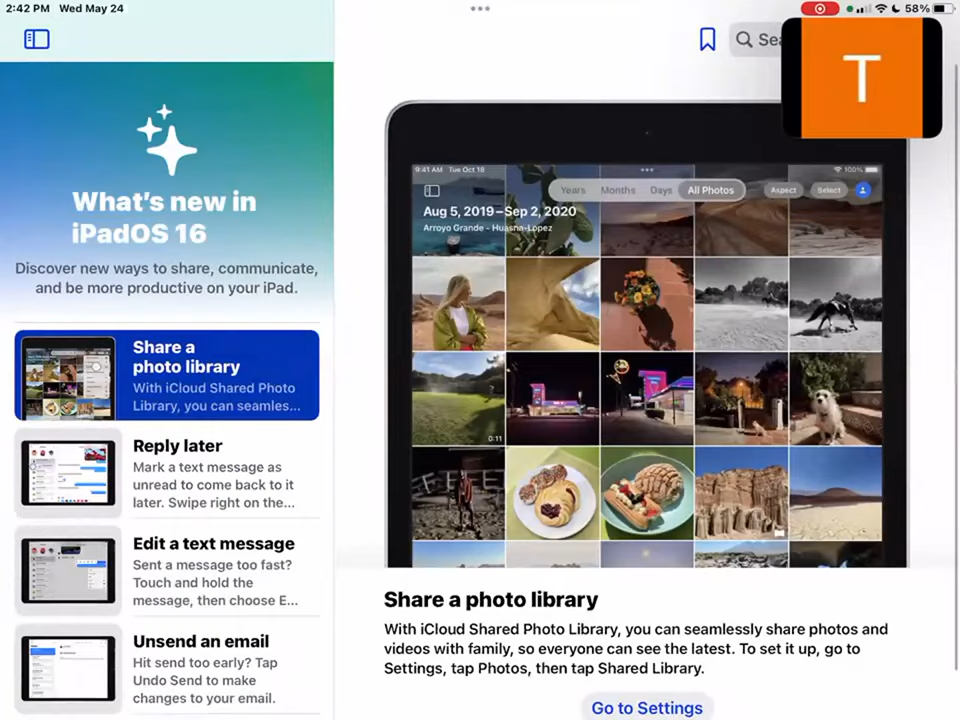 2:42 PM Wed May 24
58%
What's new in
iPadOS 16
Discover new ways to share, communicate,
and be more productive on your iPad.
Share a
photo library
With iCloud Shared Photo
Library, you can seamles...
Reply later
Mark a text message as
unread to come back to it
later. Swipe right on the...
Edit a text message
Sent a message too fast?
Touch and hold the
message, then choose E...
Unsend an email
Hit send too early? Tap
Undo Send to make
changes to your email.
Sea
T
9:41 AM Tue Oct 18
100%
Years Months Days All Photos
Aspect Select
Aug 5, 2019–Sep 2, 2020
Arroyo Grande - Huasna-Lopez
0:11
Share a photo library
With iCloud Shared Photo Library, you can seamlessly share photos and
videos with family, so everyone can see the latest. To set it up, go to
Settings, tap Photos, then tap Shared Library.
Go to Settings